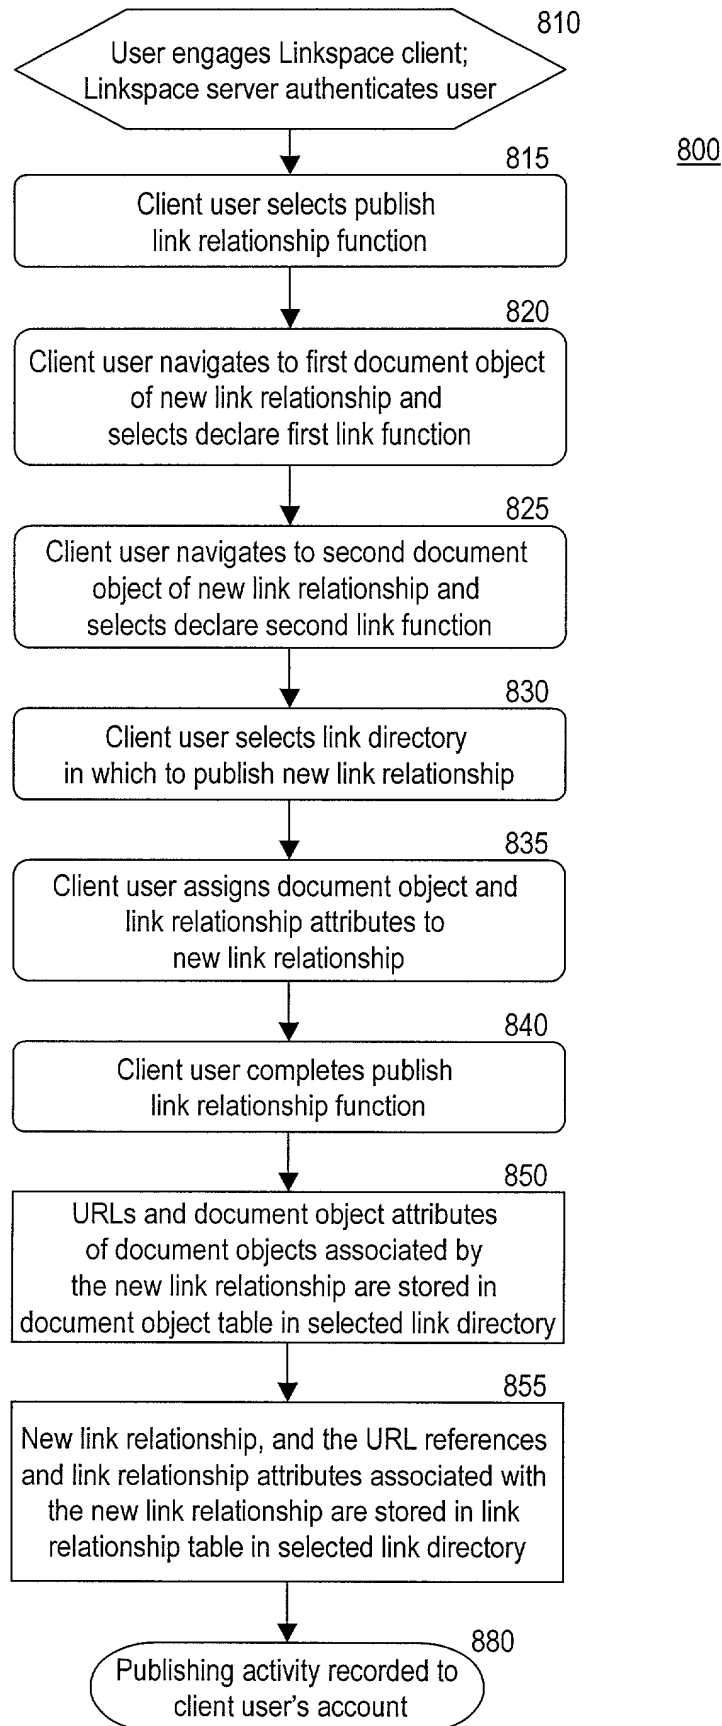 810
User engages Linkspace client;
Linkspace server authenticates user
800
815
Client user selects publish
link relationship function
820
Client user navigates to first document object
of new link relationship and
selects declare first link function
825
Client user navigates to second document
object of new link relationship and
selects declare second link function
830
Client user selects link directory
in which to publish new link relationship
835
Client user assigns document object and
link relationship attributes to
new link relationship
840
Client user completes publish
link relationship function
850
URLs and document object attributes
of document objects associated by
the new link relationship are stored in
document object table in selected link directory
855
New link relationship, and the URL references
and link relationship attributes associated with
the new link relationship are stored in link
relationship table in selected link directory
880
Publishing activity recorded to
client user's account